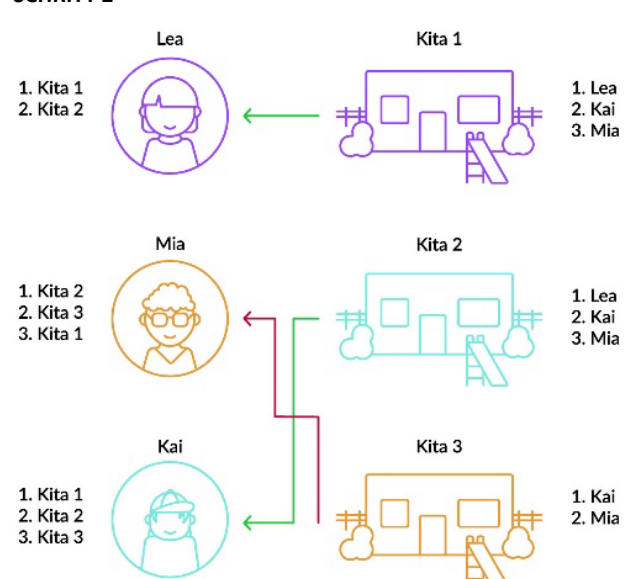 Lea
Kita 1
1. Kita 1
2. Kita 2
1. Lea
2. Kai
3. Mia
Mia
Kita 2
1. Kita 2
2. Kita 3
3. Kita 1
1. Lea
2. Kai
3. Mia
Kai
Kita 3
1. Kita 1
2. Kita 2
3. Kita 3
1. Kai
2. Mia